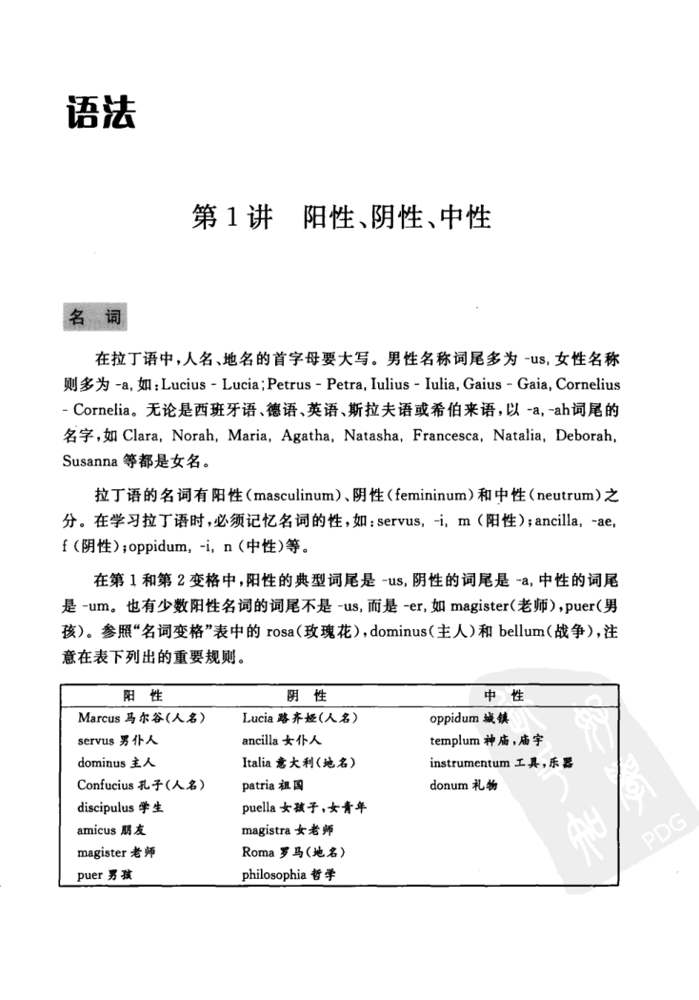 语法
第1讲 阳性、阴性、中性
名 词
在拉丁语中,人名、地名的首字母要大写。男性名称词尾多为 -us, 女性名称
则多为 -a, 如:Lucius - Lucia;Petrus - Petra, Iulius - Iulia, Gaius - Gaia, Cornelius
- Cornelia。无论是西班牙语、德语、英语、斯拉夫语或希伯来语,以 -a, -ah词尾的
名字,如 Clara, Norah, Maria, Agatha, Natasha, Francesca, Natalia, Deborah,
Susanna 等都是女名。
拉丁语的名词有阳性(masculinum)、阴性(femininum)和中性(neutrum)之
分。在学习拉丁语时,必须记忆名词的性,如:servus, -i, m (阳性);ancilla, -ae,
f (阴性);oppidum, -i, n (中性)等。
在第 1 和第 2 变格中,阳性的典型词尾是 -us, 阴性的词尾是 -a, 中性的词尾
是 -um。也有少数阳性名词的词尾不是 -us, 而是 -er, 如 magister(老师),puer(男
孩)。参照“名词变格”表中的 rosa(玫瑰花),dominus(主人)和 bellum(战争),注
意在表下列出的重要规则。
阳 性 阴 性 中 性
Marcus 马尔谷(人名) Lucia 路齐娅(人名) oppidum 城镇
servus 男仆人 ancilla 女仆人 templum 神庙,庙宇
dominus 主人 Italia 意大利(地名) instrumentum 工具,乐器
Confucius 孔子(人名) patria 祖国 donum 礼物
discipulus 学生 puella 女孩子,女青年
amicus 朋友 magistra 女老师
magister 老师 Roma 罗马(地名)
puer 男孩 philosophia 哲学
PDG